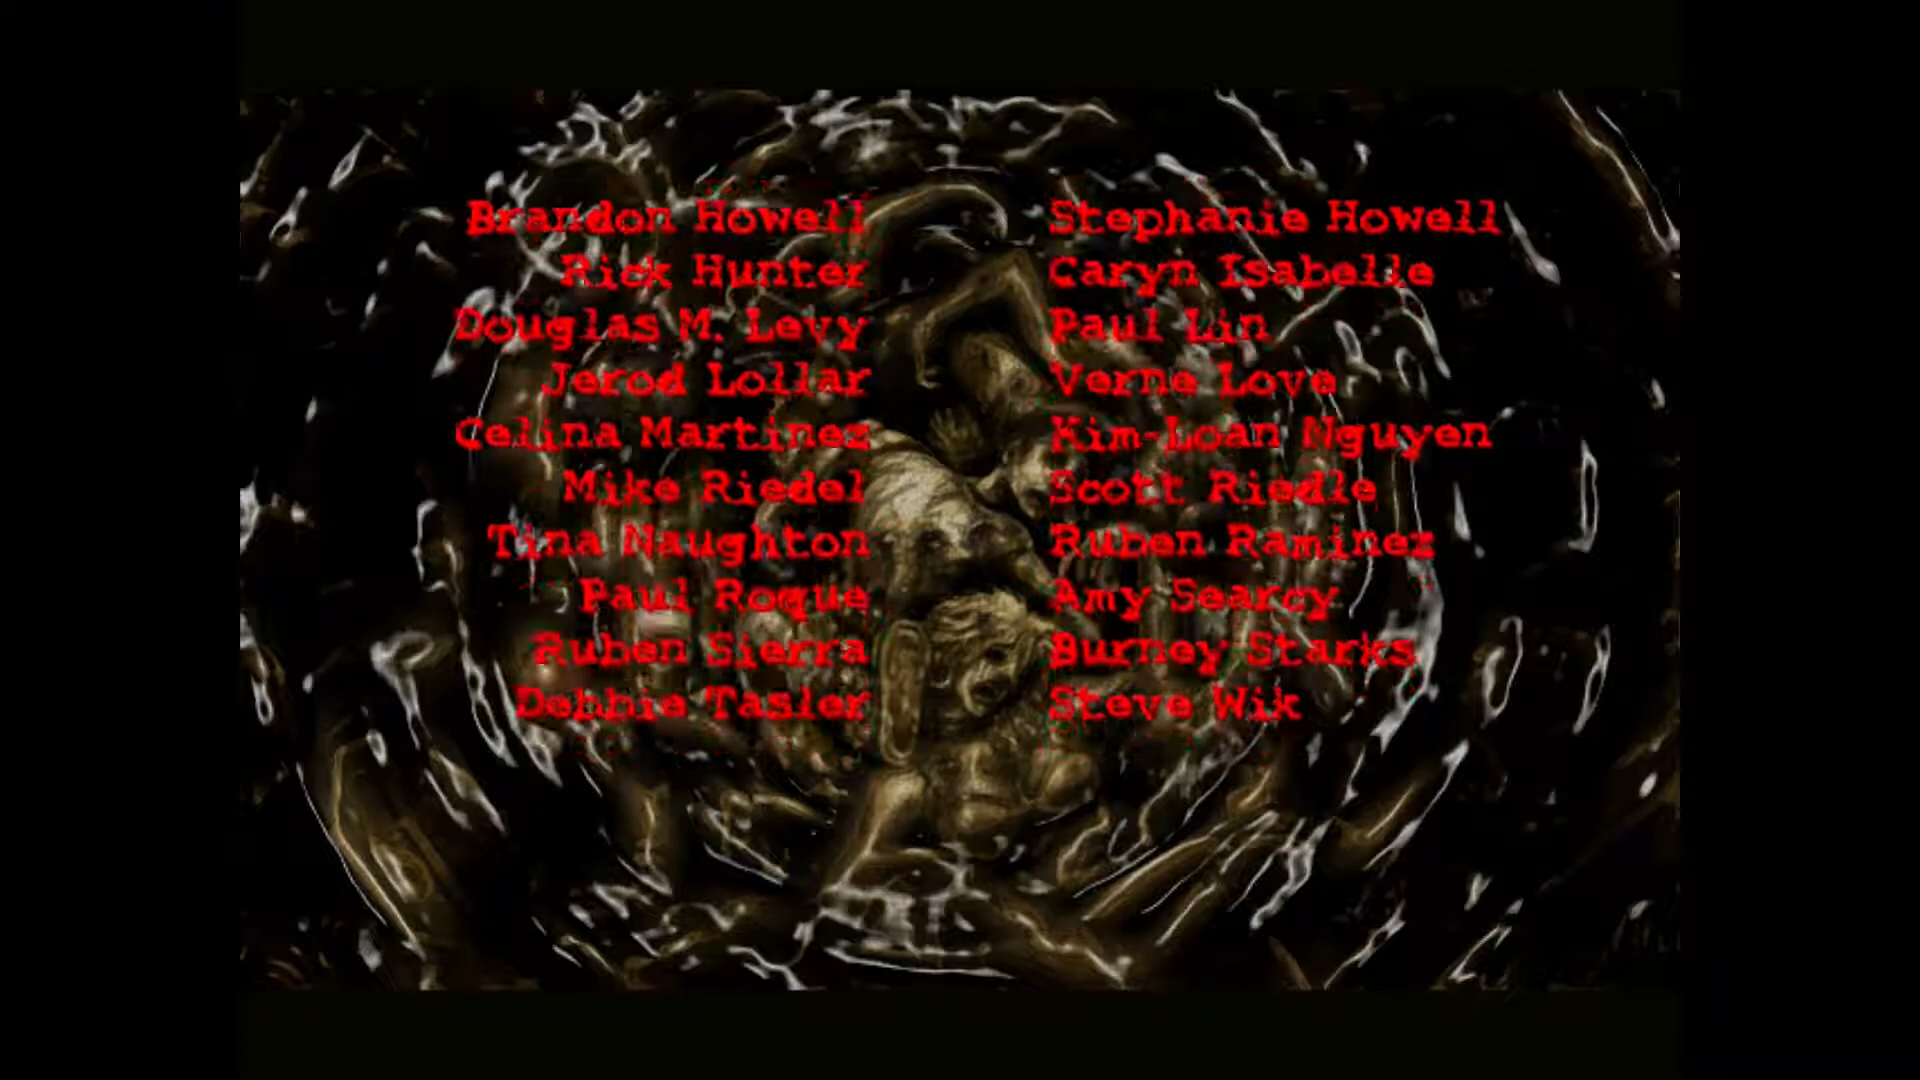 Brandon Howell Stephanie Howell
Rick Hunter Caryn Isabelle
Douglas M. Levy Paul Lin
Jerod Lollar Verne Love
Celina Martinez Kim-Loan Nguyen
Mike Riedel Scott Riedle
Tina Naughton Ruben Raminez
Paul Roque Amy Searcy
Ruben Sierra Burney Starks
Debbie Tasler Steve Wik